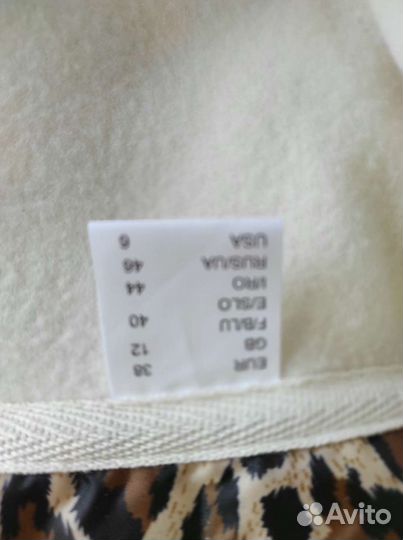 EUR 38
GB 12
F/B/LU 40
E/SLO
I/RO 44
RUS/UA 46
USA 6
Avito